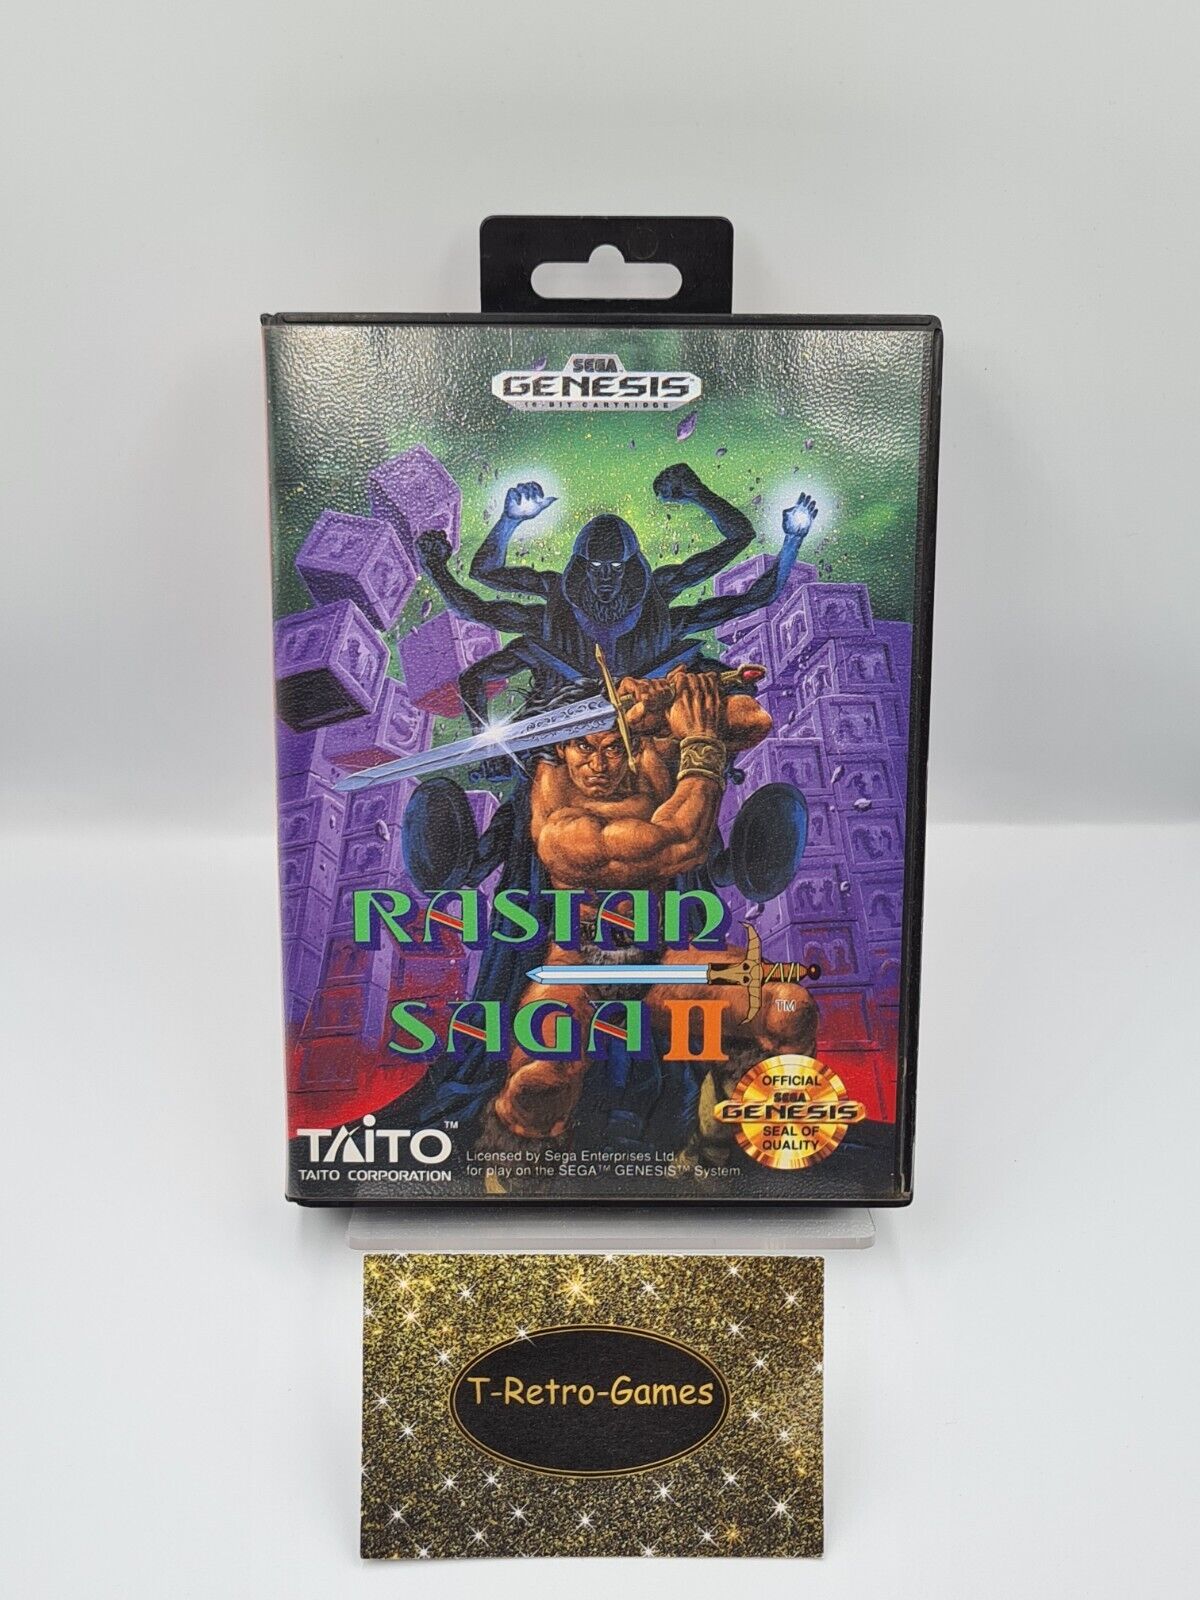 SEGA
GENESIS
16-BIT CARTRIDGE
RASTAN
SAGA II
TM
OFFICIAL
SEGA
GENESIS
SEAL OF
QUALITY
TAITO™
TAITO CORPORATION
Licensed by Sega Enterprises Ltd.
for play on the SEGA™ GENESIS™ System.
T-Retro-Games